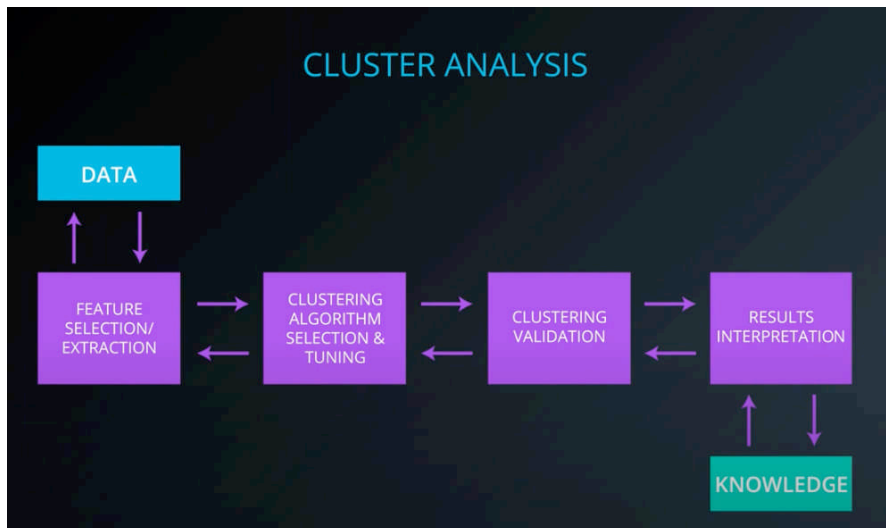 CLUSTER ANALYSIS
DATA
FEATURE
SELECTION/
EXTRACTION
CLUSTERING
ALGORITHM
SELECTION &
TUNING
CLUSTERING
VALIDATION
RESULTS
INTERPRETATION
KNOWLEDGE